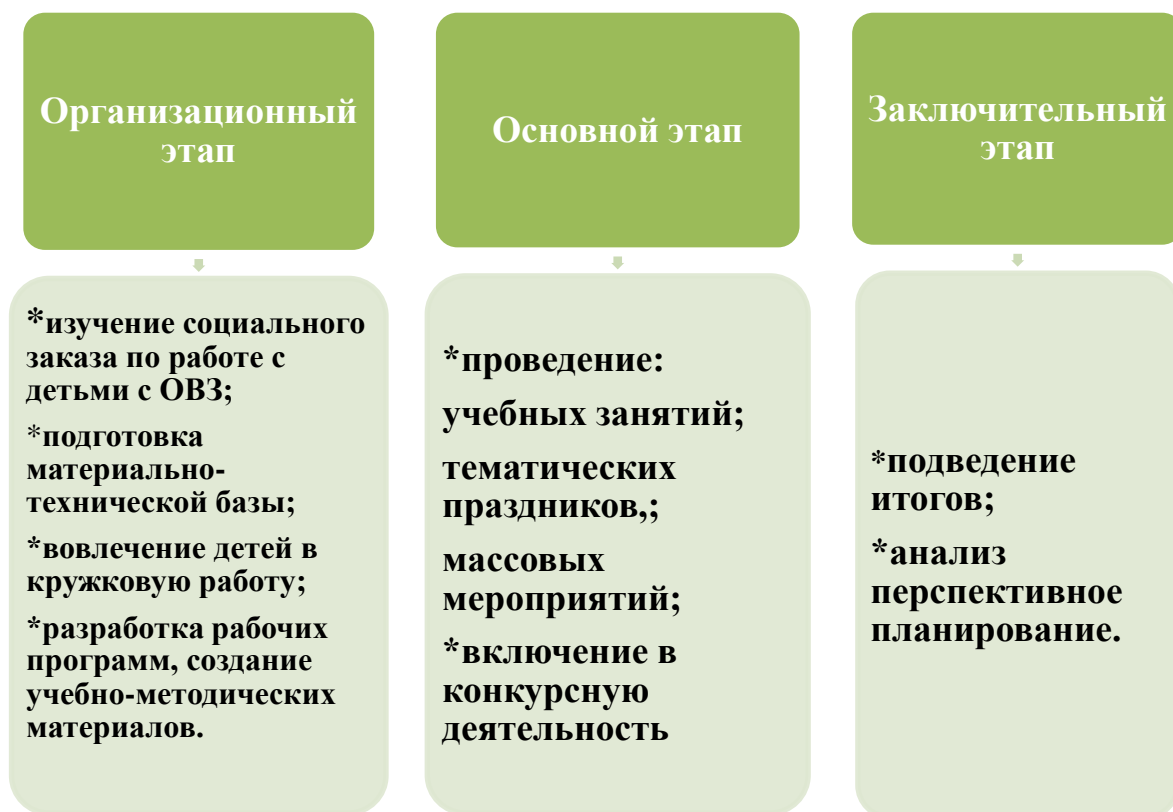 Организационный
этап
*изучение социального
заказа по работе с
детьми с ОВЗ;
*подготовка
материально-
технической базы;
*вовлечение детей в
кружковую работу;
*разработка рабочих
программ, создание
учебно-методических
материалов.
Основной этап
*проведение:
учебных занятий;
тематических
праздников,;
массовых
мероприятий;
*включение в
конкурсную
деятельность
Заключительный
этап
*подведение
итогов;
*анализ
перспективное
планирование.